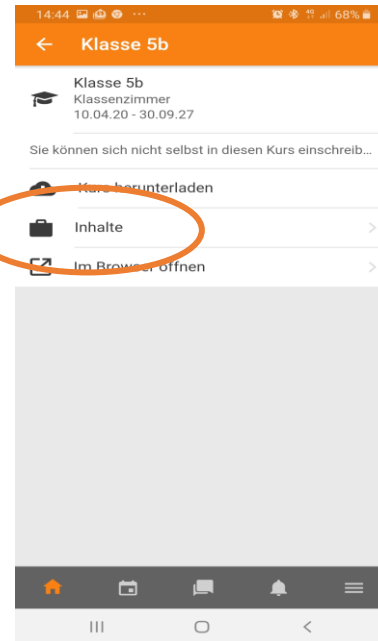 14:44 68%
Klasse 5b
Klasse 5b
Klassenzimmer
10.04.20 - 30.09.27
Sie können sich nicht selbst in diesen Kurs einschreib...
Kurs herunterladen
Inhalte
Im Browser öffnen